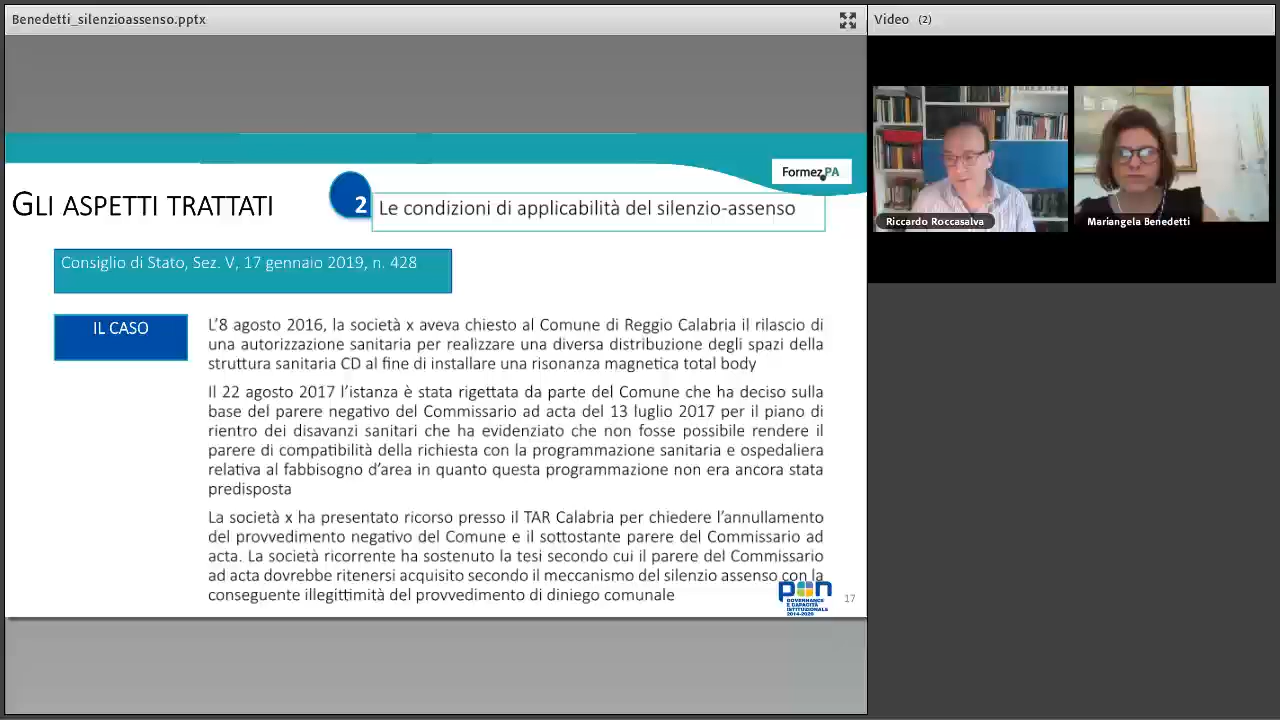 Benedetti_silenzioassenso.pptx
Video (2)
FormezPA
GLI ASPETTI TRATTATI
2
Le condizioni di applicabilità del silenzio-assenso
Riccardo Roccasalva
Mariangela Benedetti
Consiglio di Stato, Sez. V, 17 gennaio 2019, n. 428
IL CASO
L'8 agosto 2016, la società x aveva chiesto al Comune di Reggio Calabria il rilascio di
una autorizzazione sanitaria per realizzare una diversa distribuzione degli spazi della
struttura sanitaria CD al fine di installare una risonanza magnetica total body
Il 22 agosto 2017 l'istanza è stata rigettata da parte del Comune che ha deciso sulla
base del parere negativo del Commissario ad acta del 13 luglio 2017 per il piano di
rientro dei disavanzi sanitari che ha evidenziato che non fosse possibile rendere il
parere di compatibilità della richiesta con la programmazione sanitaria e ospedaliera
relativa al fabbisogno d'area in quanto questa programmazione non era ancora stata
predisposta
La società x ha presentato ricorso presso il TAR Calabria per chiedere l'annullamento
del provvedimento negativo del Comune e il sottostante parere del Commissario ad
acta. La società ricorrente ha sostenuto la tesi secondo cui il parere del Commissario
ad acta dovrebbe ritenersi acquisito secondo il meccanismo del silenzio assenso con la
conseguente illegittimità del provvedimento di diniego comunale
pon
GOVERNANCE
E CAPACITÀ
ISTITUZIONALE
2014-2020
17